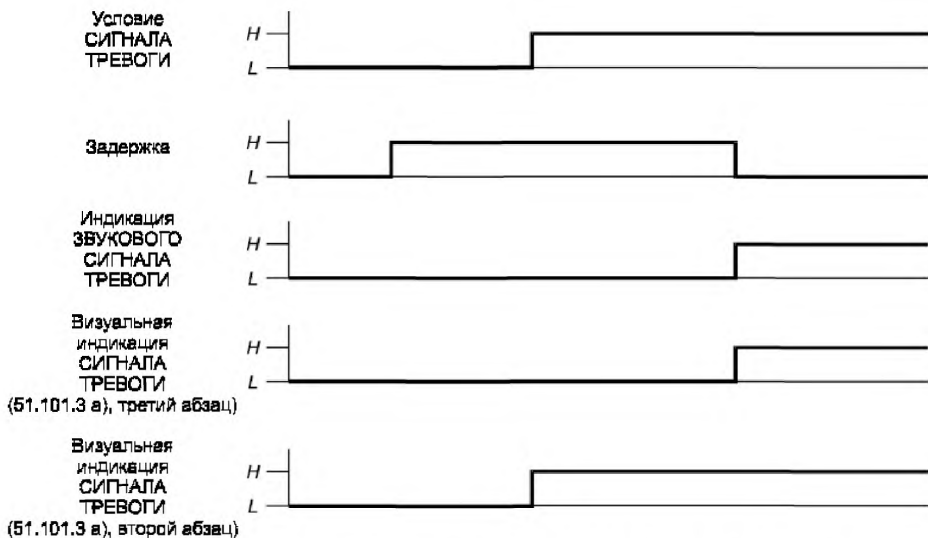 Условие
СИГНАЛА
ТРЕВОГИ
H
L
Задержка
H
L
Индикация
ЗВУКОВОГО
СИГНАЛА
ТРЕВОГИ
H
L
Визуальная
индикация
СИГНАЛА
ТРЕВОГИ
(51.101.3 а), третий абзац)
H
L
Визуальная
индикация
СИГНАЛА
ТРЕВОГИ
(51.101.3 а), второй абзац)
H
L